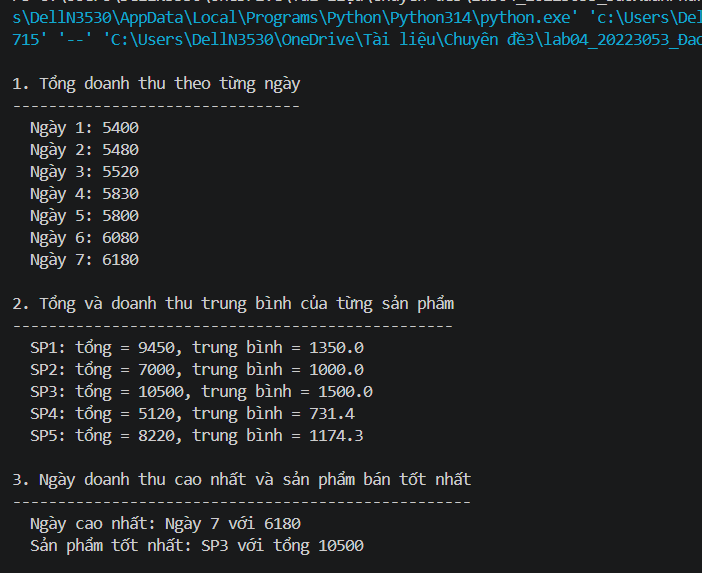 s\DellN3530\AppData\Local\Programs\Python\Python314\python.exe' 'c:\Users\Del
715' '--' 'C:\Users\DellN3530\OneDrive\Tài liệu\Chuyên đề3\lab04_20223053_Đao
1. Tổng doanh thu theo từng ngày
--------------------------------
Ngày 1: 5400
Ngày 2: 5480
Ngày 3: 5520
Ngày 4: 5830
Ngày 5: 5800
Ngày 6: 6080
Ngày 7: 6180
2. Tổng và doanh thu trung bình của từng sản phẩm
-------------------------------------------------
SP1: tổng = 9450, trung bình = 1350.0
SP2: tổng = 7000, trung bình = 1000.0
SP3: tổng = 10500, trung bình = 1500.0
SP4: tổng = 5120, trung bình = 731.4
SP5: tổng = 8220, trung bình = 1174.3
3. Ngày doanh thu cao nhất và sản phẩm bán tốt nhất
---------------------------------------------------
Ngày cao nhất: Ngày 7 với 6180
Sản phẩm tốt nhất: SP3 với tổng 10500